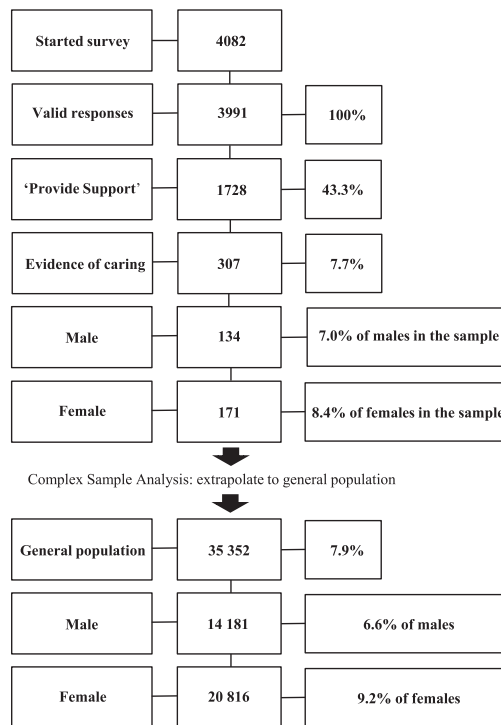 Started survey 4082
Valid responses 3991 100%
‘Provide Support’ 1728 43.3%
Evidence of caring 307 7.7%
Male 134 7.0% of males in the sample
Female 171 8.4% of females in the sample
Complex Sample Analysis: extrapolate to general population
General population 35 352 7.9%
Male 14 181 6.6% of males
Female 20 816 9.2% of females